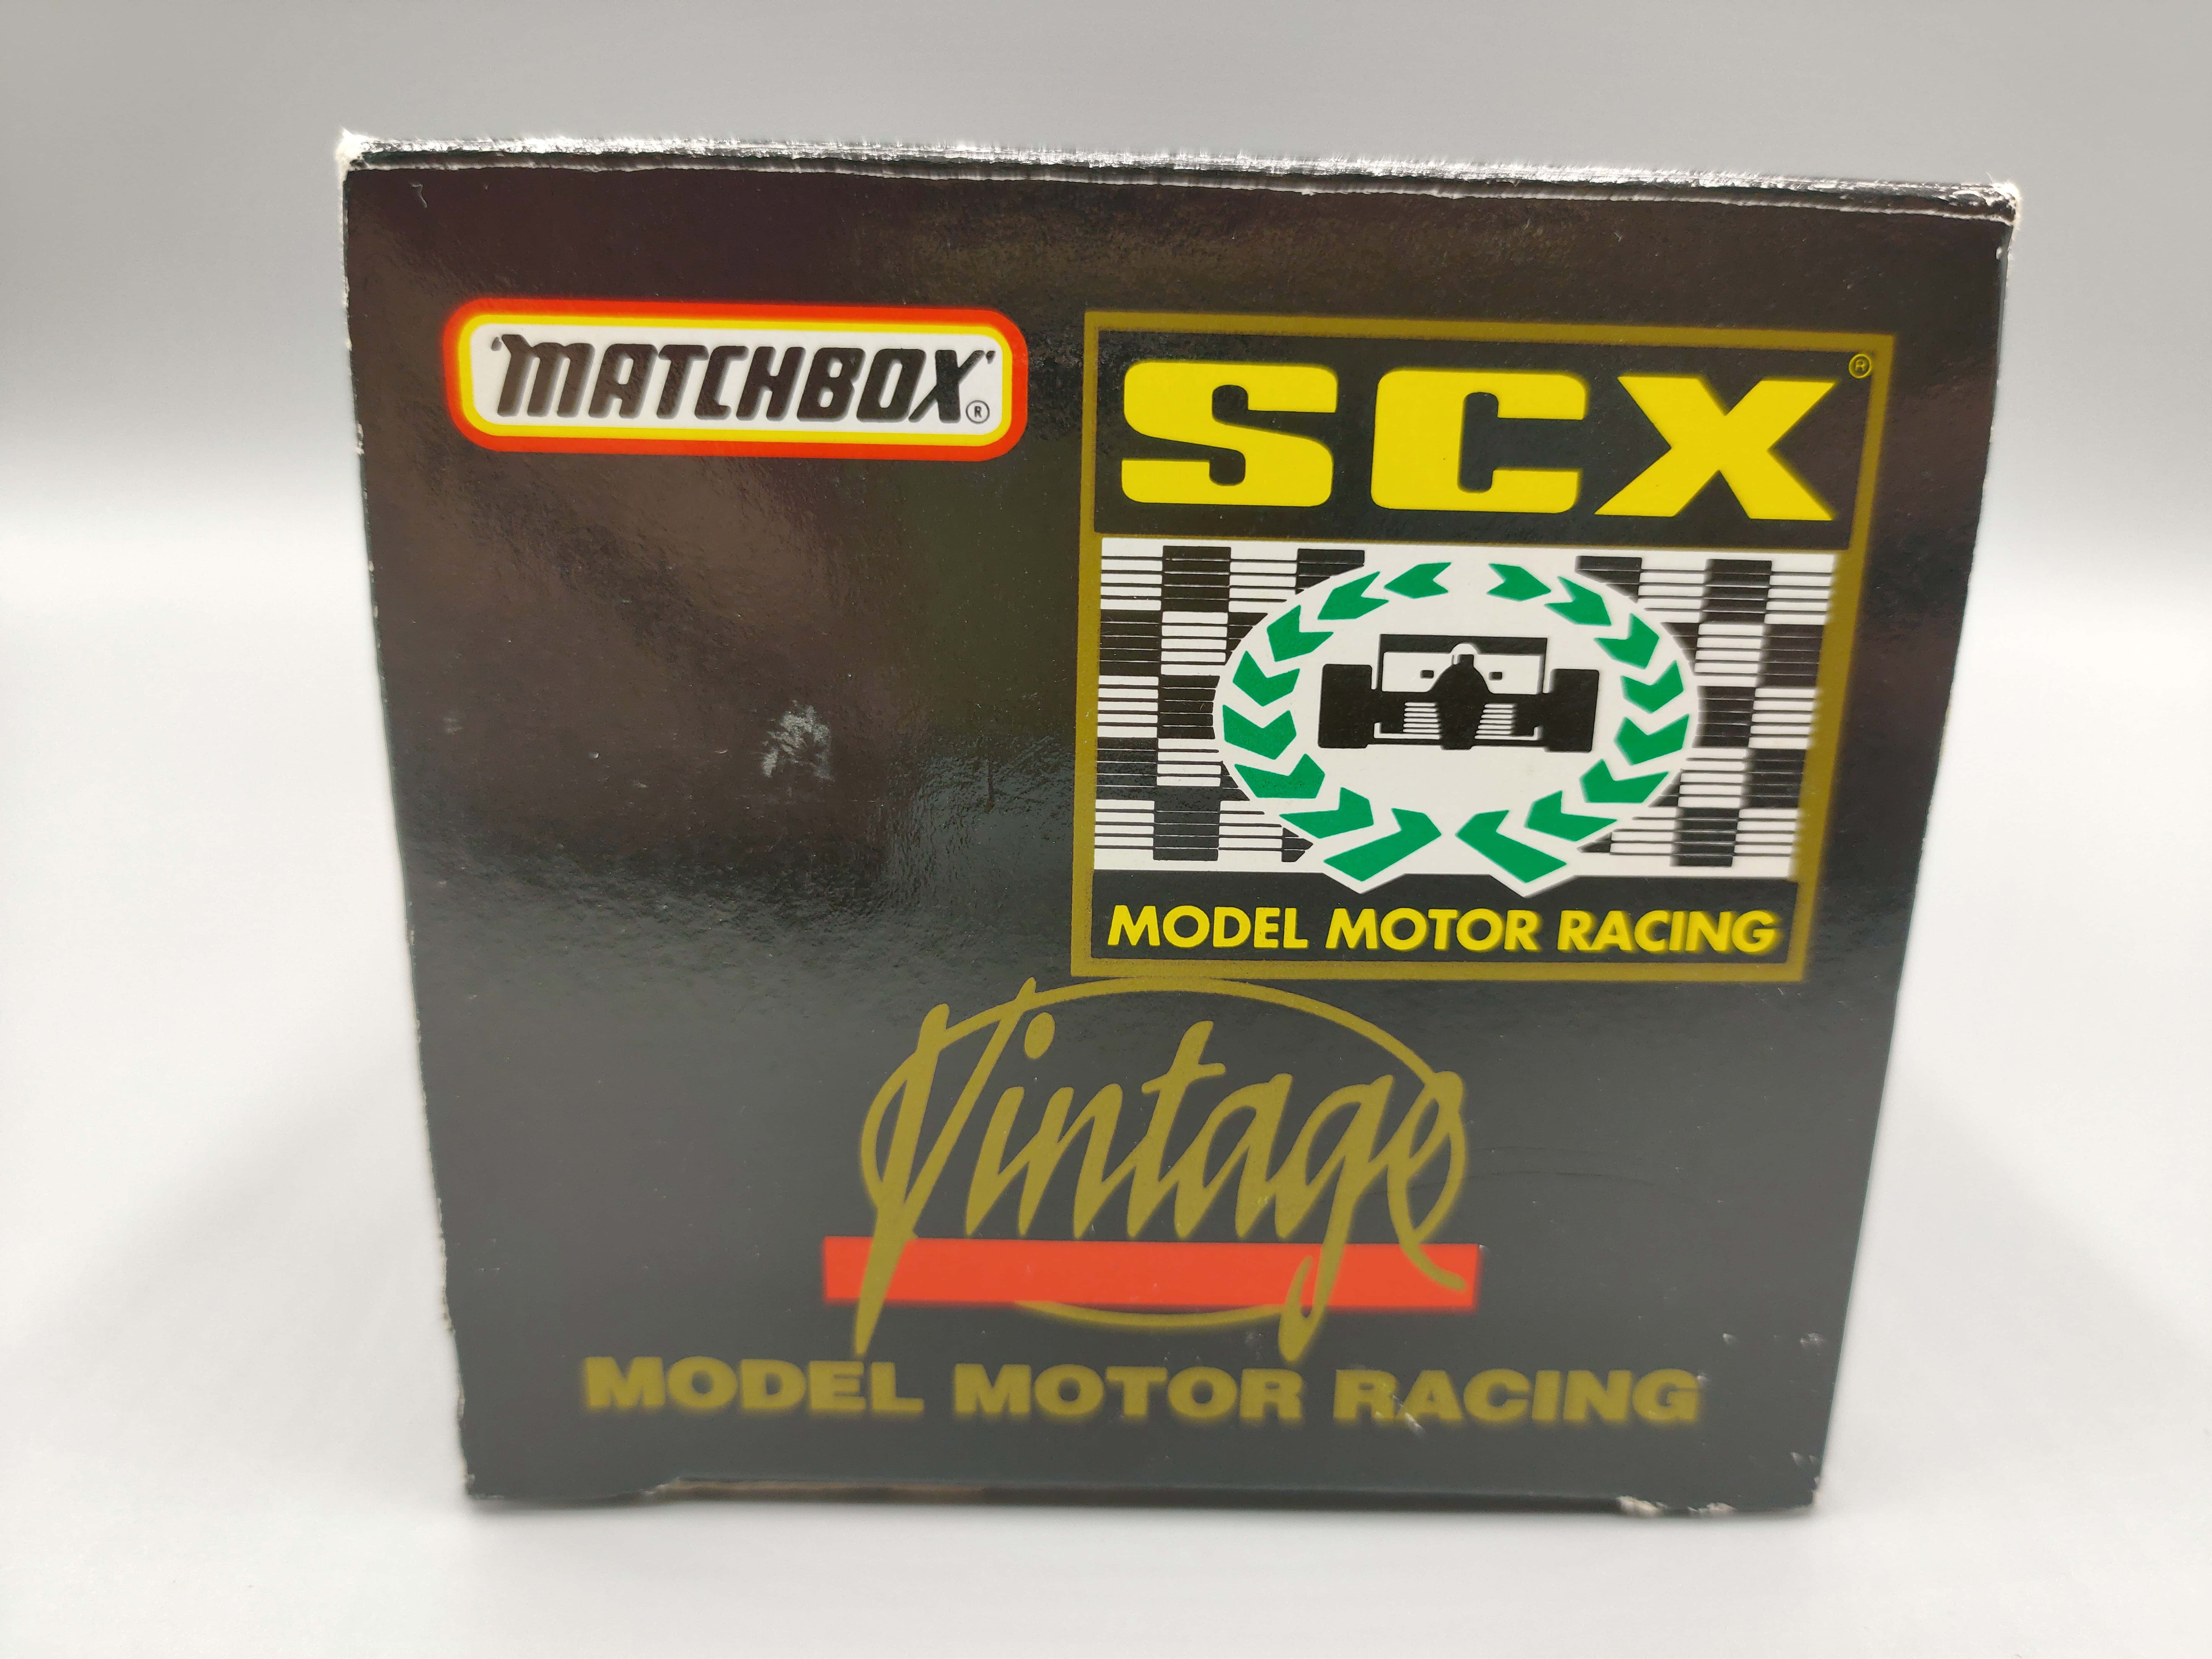 'MATCHBOX'®
SCX®
MODEL MOTOR RACING
Vintage
MODEL MOTOR RACING